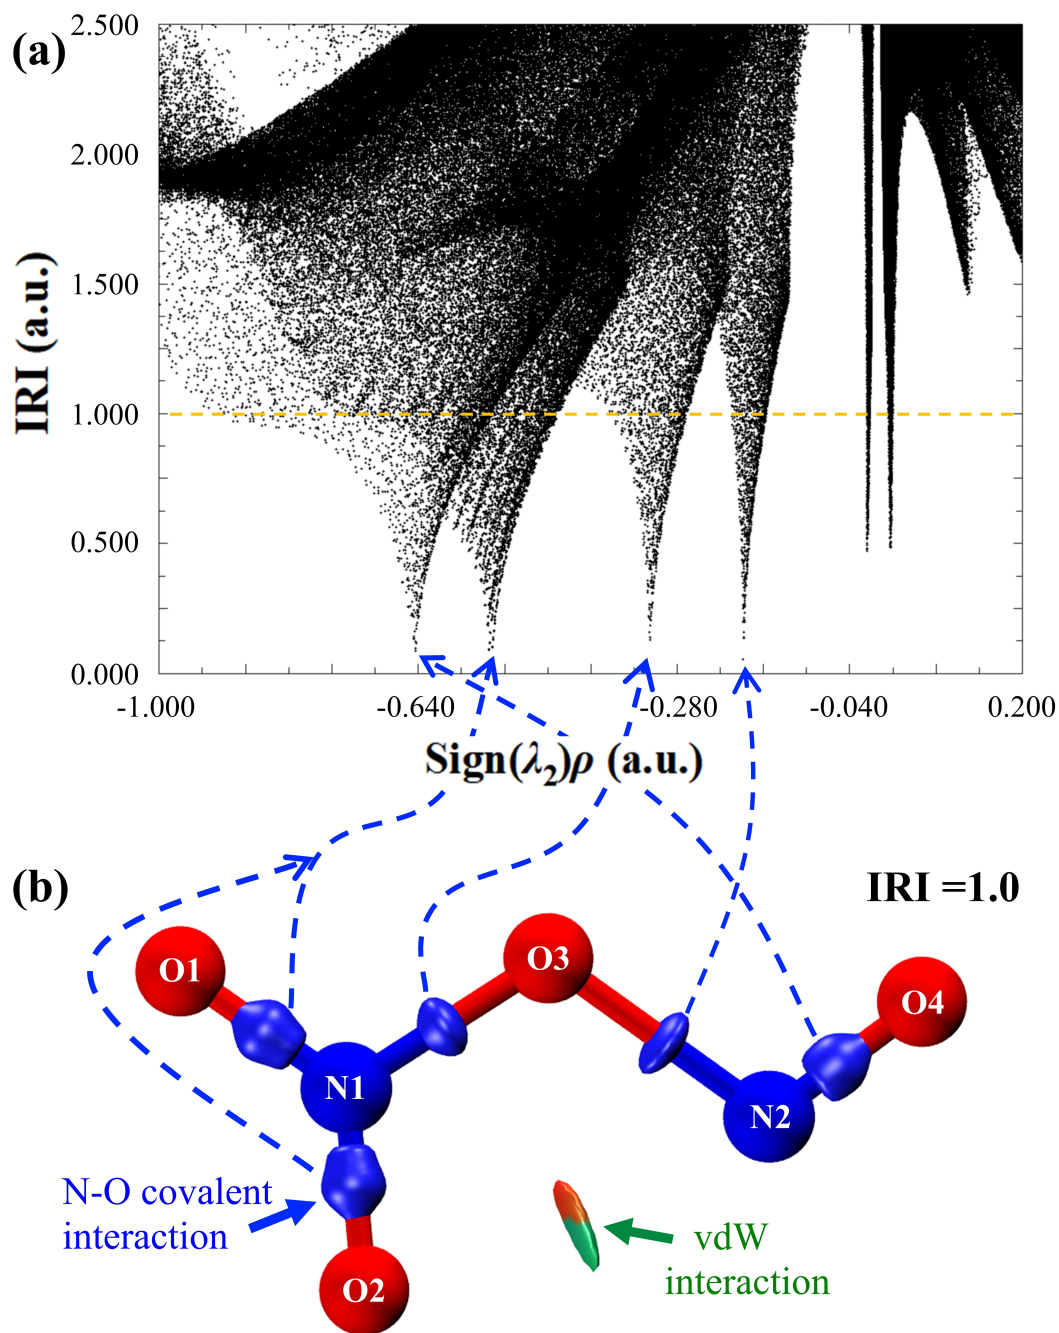 (a)
2.500
2.000
1.500
1.000
0.500
0.000
IRI (a.u.)
-1.000 -0.640 -0.280 -0.040 0.200
Sign(λ2)ρ (a.u.)
(b)
IRI =1.0
O1
O3
O4
N1
N2
N-O covalent
interaction
O2
vdW
interaction